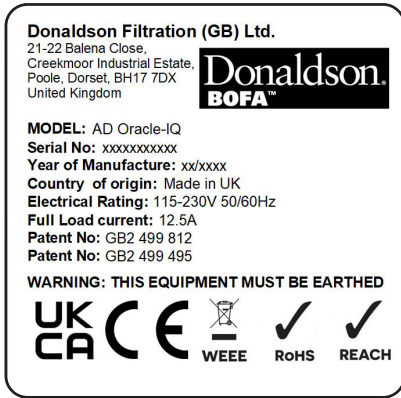 Donaldson Filtration (GB) Ltd.
21-22 Balena Close,
Creekmoor Industrial Estate,
Poole, Dorset, BH17 7DX
United Kingdom
Donaldson.
BOFA™
MODEL: AD Oracle-IQ
Serial No: xxxxxxxxxxx
Year of Manufacture: xx/xxxx
Country of origin: Made in UK
Electrical Rating: 115-230V 50/60Hz
Full Load current: 12.5A
Patent No: GB2 499 812
Patent No: GB2 499 495
WARNING: THIS EQUIPMENT MUST BE EARTHED
UK
CA
CE
WEEE RoHS REACH